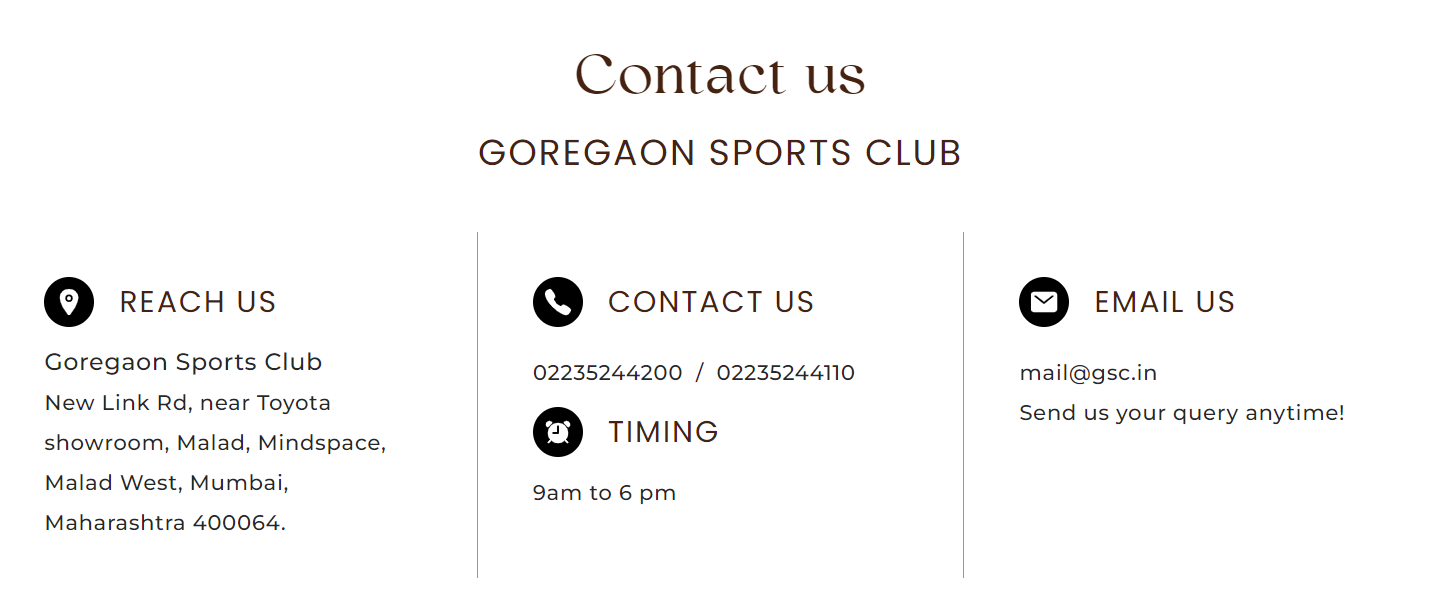 Contact us
GOREGAON SPORTS CLUB
REACH US
Goregaon Sports Club
New Link Rd, near Toyota
showroom, Malad, Mindspace,
Malad West, Mumbai,
Maharashtra 400064.
CONTACT US
02235244200 / 02235244110
TIMING
9am to 6 pm
EMAIL US
mail@gsc.in
Send us your query anytime!